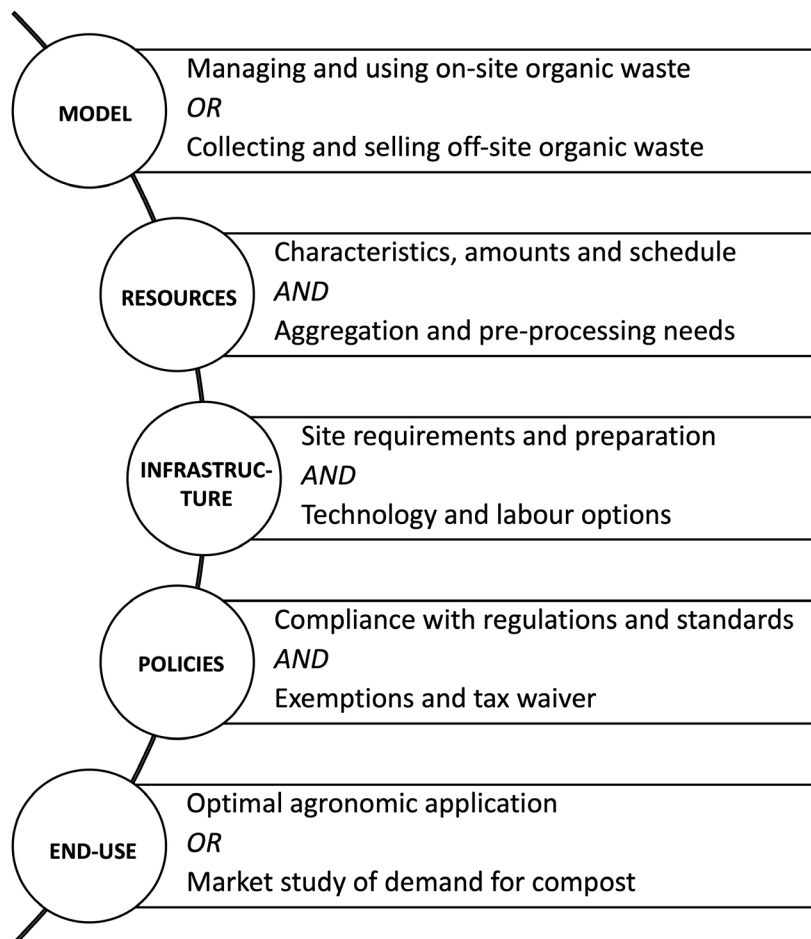 MODEL
Managing and using on-site organic waste
OR
Collecting and selling off-site organic waste
RESOURCES
Characteristics, amounts and schedule
AND
Aggregation and pre-processing needs
INFRASTRUC-
TURE
Site requirements and preparation
AND
Technology and labour options
POLICIES
Compliance with regulations and standards
AND
Exemptions and tax waiver
END-USE
Optimal agronomic application
OR
Market study of demand for compost